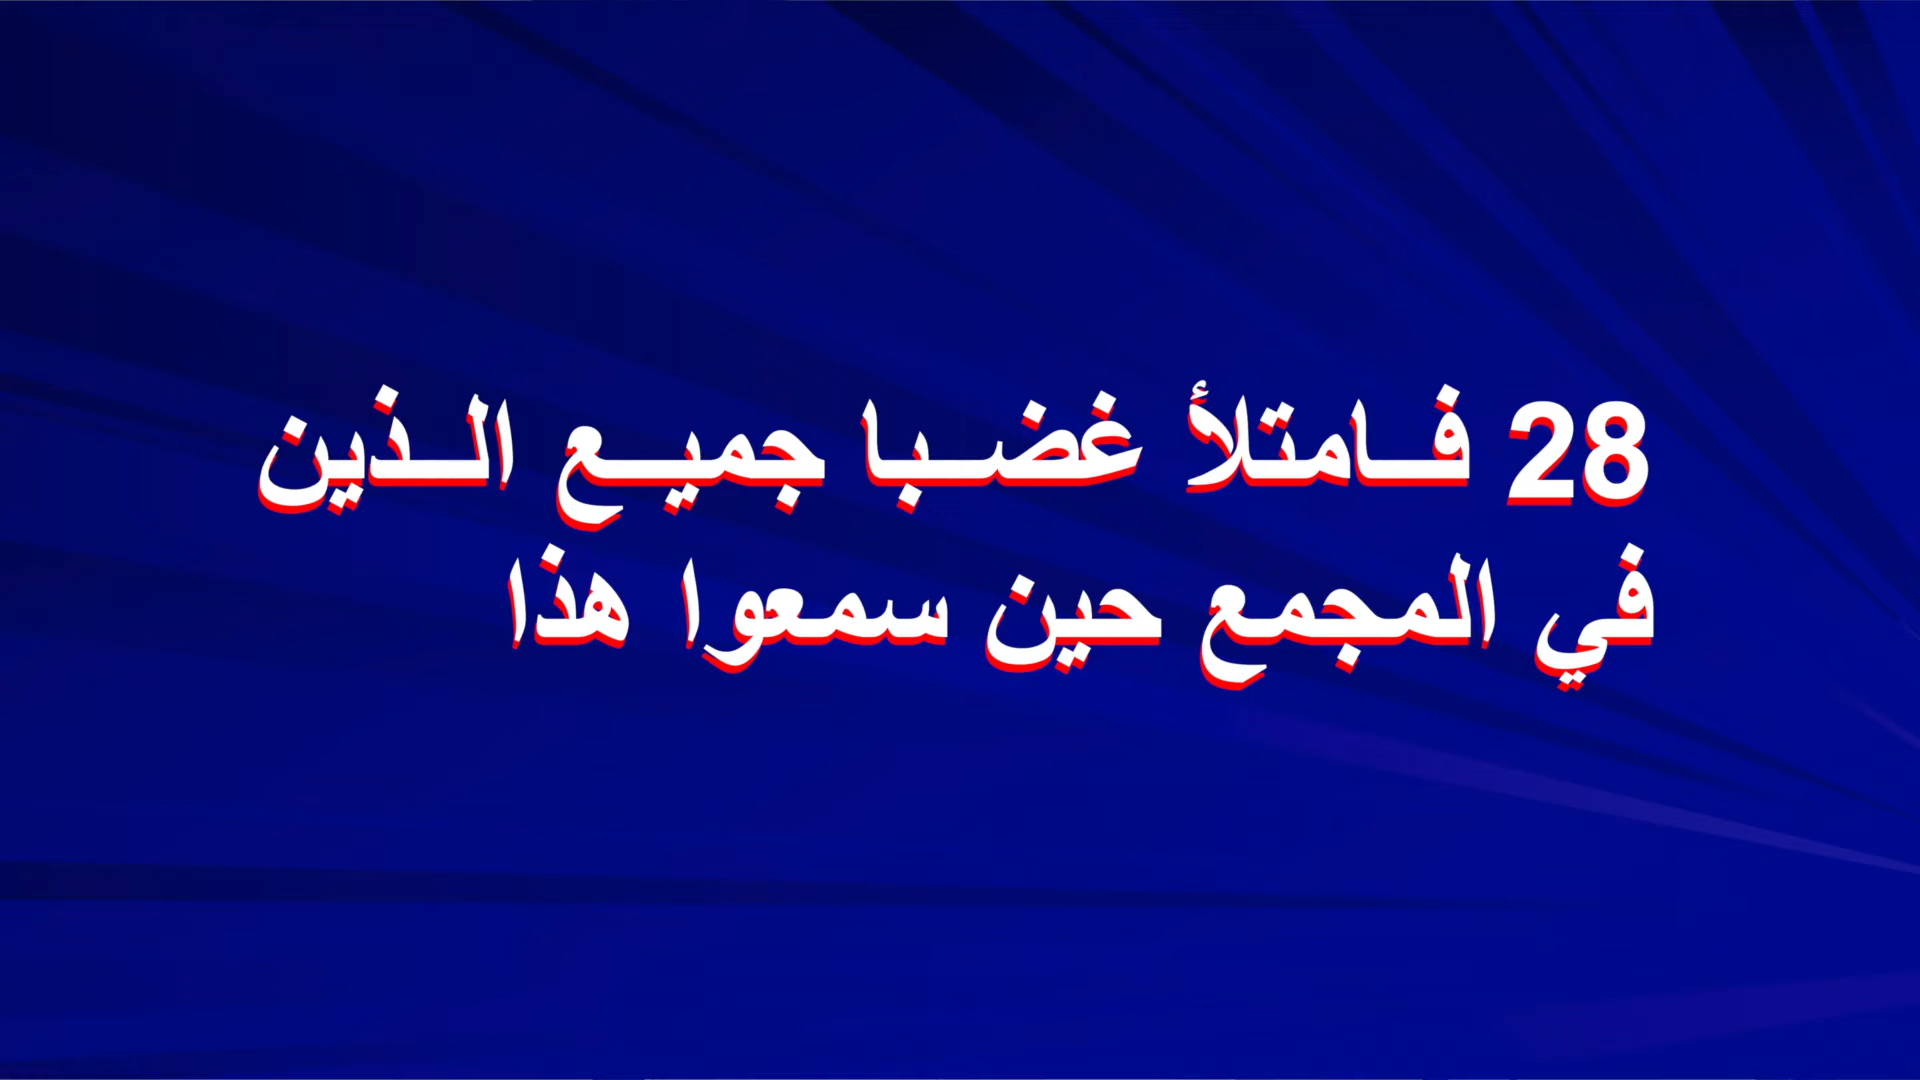 28 فامتلأ غضبا جميع الذين
في المجمع حين سمعوا هذا